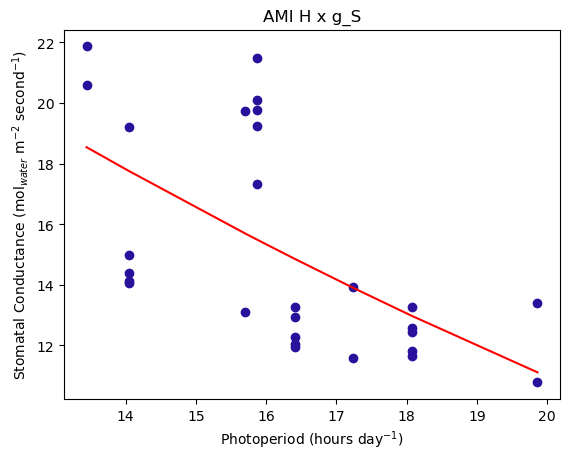 AMI H x g_S
22
20
18
16
14
12
Stomatal Conductance (mol_{water} m^{−2} second^{−1})
14 15 16 17 18 19 20
Photoperiod (hours day^{−1})